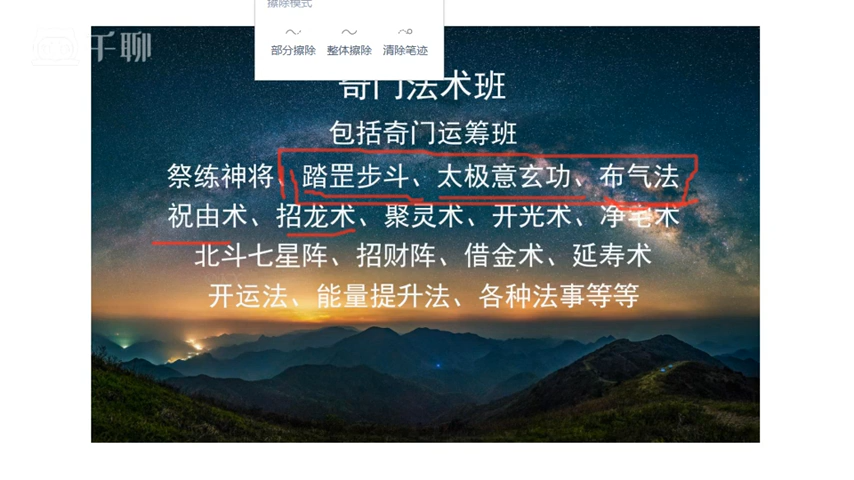 擦除模式
部分擦除 整体擦除 清除笔迹
千聊
奇门法术班
包括奇门运筹班
祭练神将、踏罡步斗、太极意玄功、布气法
祝由术、招龙术、聚灵术、开光术、净宅术
北斗七星阵、招财阵、借金术、延寿术
开运法、能量提升法、各种法事等等